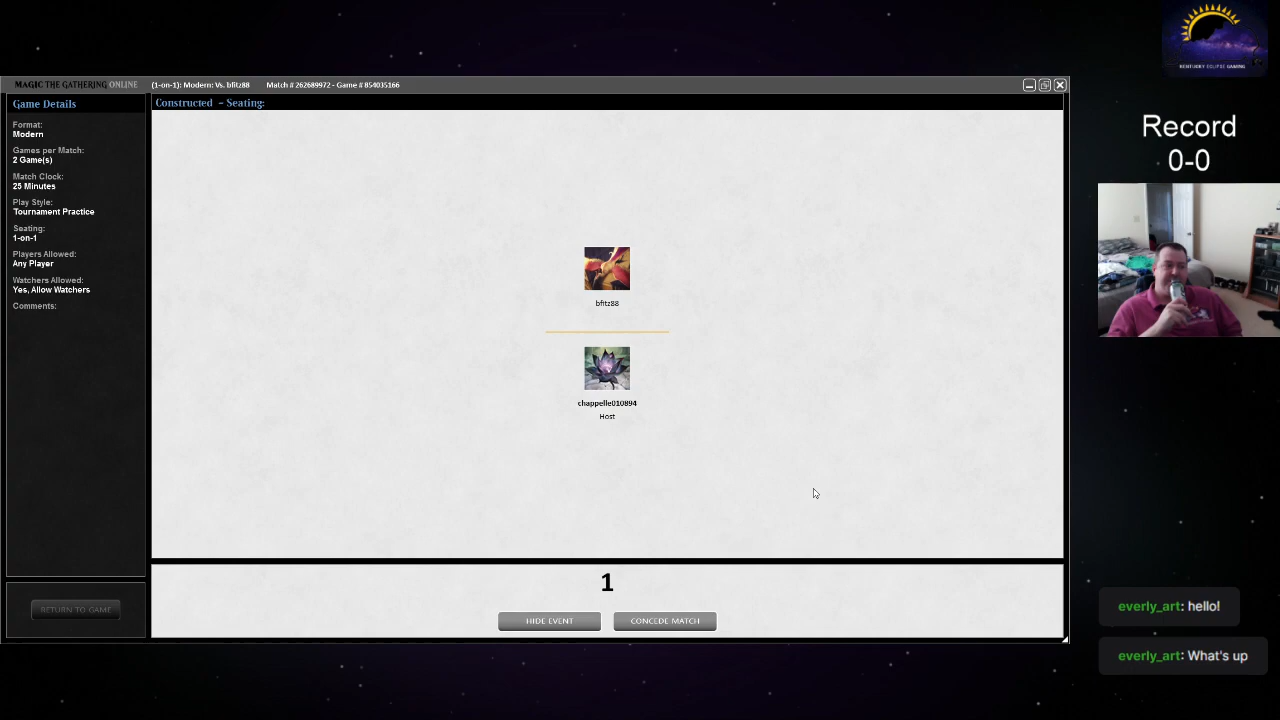 KENTUCKY ECLIPSE GAMING
MAGIC THE GATHERING ONLINE
(1-on-1): Modern: Vs. bfitz88
Match # 262689972 - Game # 854035166
Game Details
Constructed - Seating:
Format:
Modern
Games per Match:
2 Game(s)
Match Clock:
25 Minutes
Play Style:
Tournament Practice
Seating:
1-on-1
Players Allowed:
Any Player
Watchers Allowed:
Yes, Allow Watchers
Comments:
bfitz88
chappelle010894
Host
1
HIDE EVENT
CONCEDE MATCH
RETURN TO GAME
Record
0-0
everly_art: hello!
everly_art: What's up